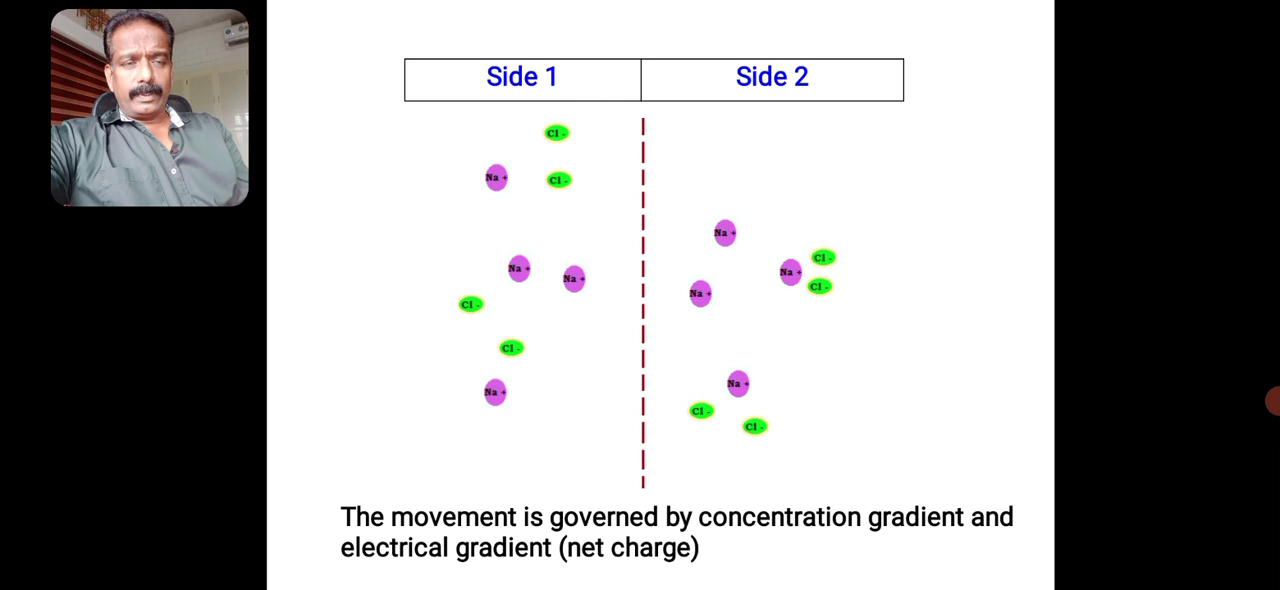 Side 1 Side 2
Cl -
Na + Cl -
Na +
Cl -
Na + Na + Na +
Na + Cl -
Cl - Na +
Cl -
Na + Na +
Cl -
Cl -
The movement is governed by concentration gradient and
electrical gradient (net charge)